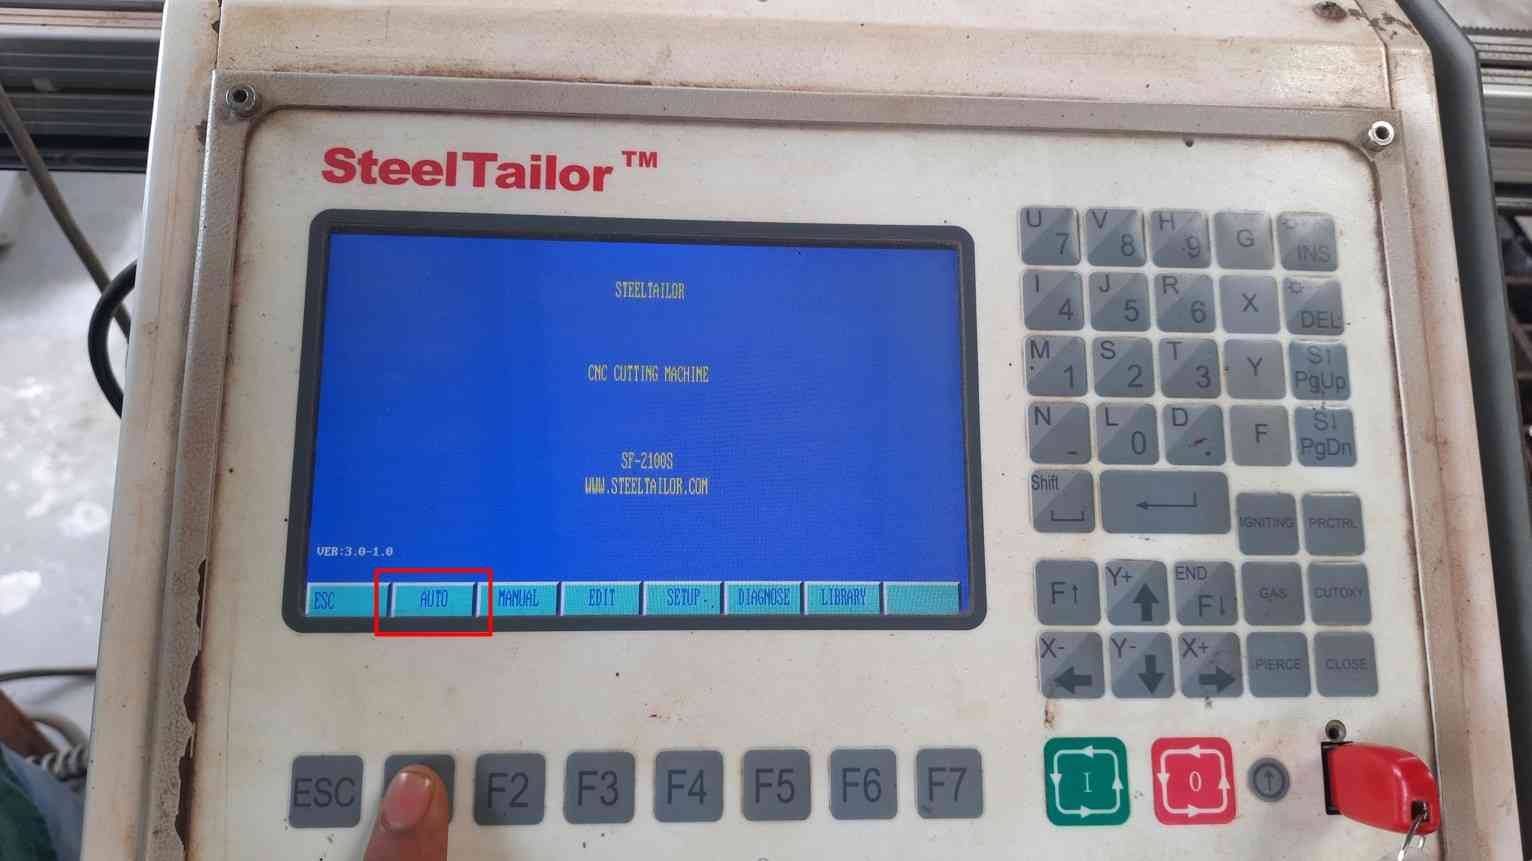 SteelTailor™
STEELTAILOR
CNC CUTTING MACHINE
SF-2100S
WWW.STEELTAILOR.COM
VER:3.0-1.0
ESC AUTO MANUAL EDIT SETUP DIAGNOSE LIBRARY
U 7 V 8 H 9 G INS
I 4 J 5 R 6 X DEL
M 1 S 2 T 3 Y S↑ PgUp
N - L 0 D . F S↓ PgDn
Shift
IGNITING PRCTRL
F↑ Y+ END F↓ GAS CUTOXY
X- Y- X+ PIERCE CLOSE
ESC F2 F3 F4 F5 F6 F7 I 0